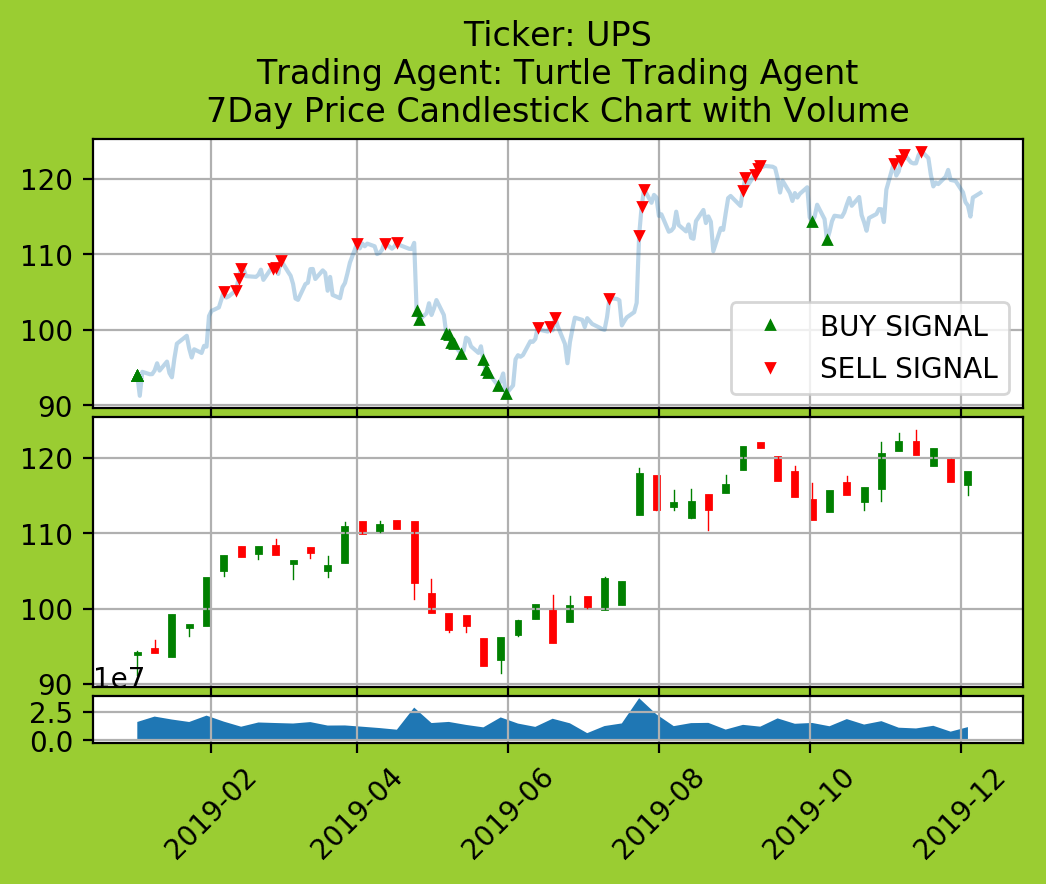 Ticker: UPS
Trading Agent: Turtle Trading Agent
7Day Price Candlestick Chart with Volume
120
110
100
90
BUY SIGNAL
SELL SIGNAL
120
110
100
90
1e7
2.5
0.0
2019-02
2019-04
2019-06
2019-08
2019-10
2019-12